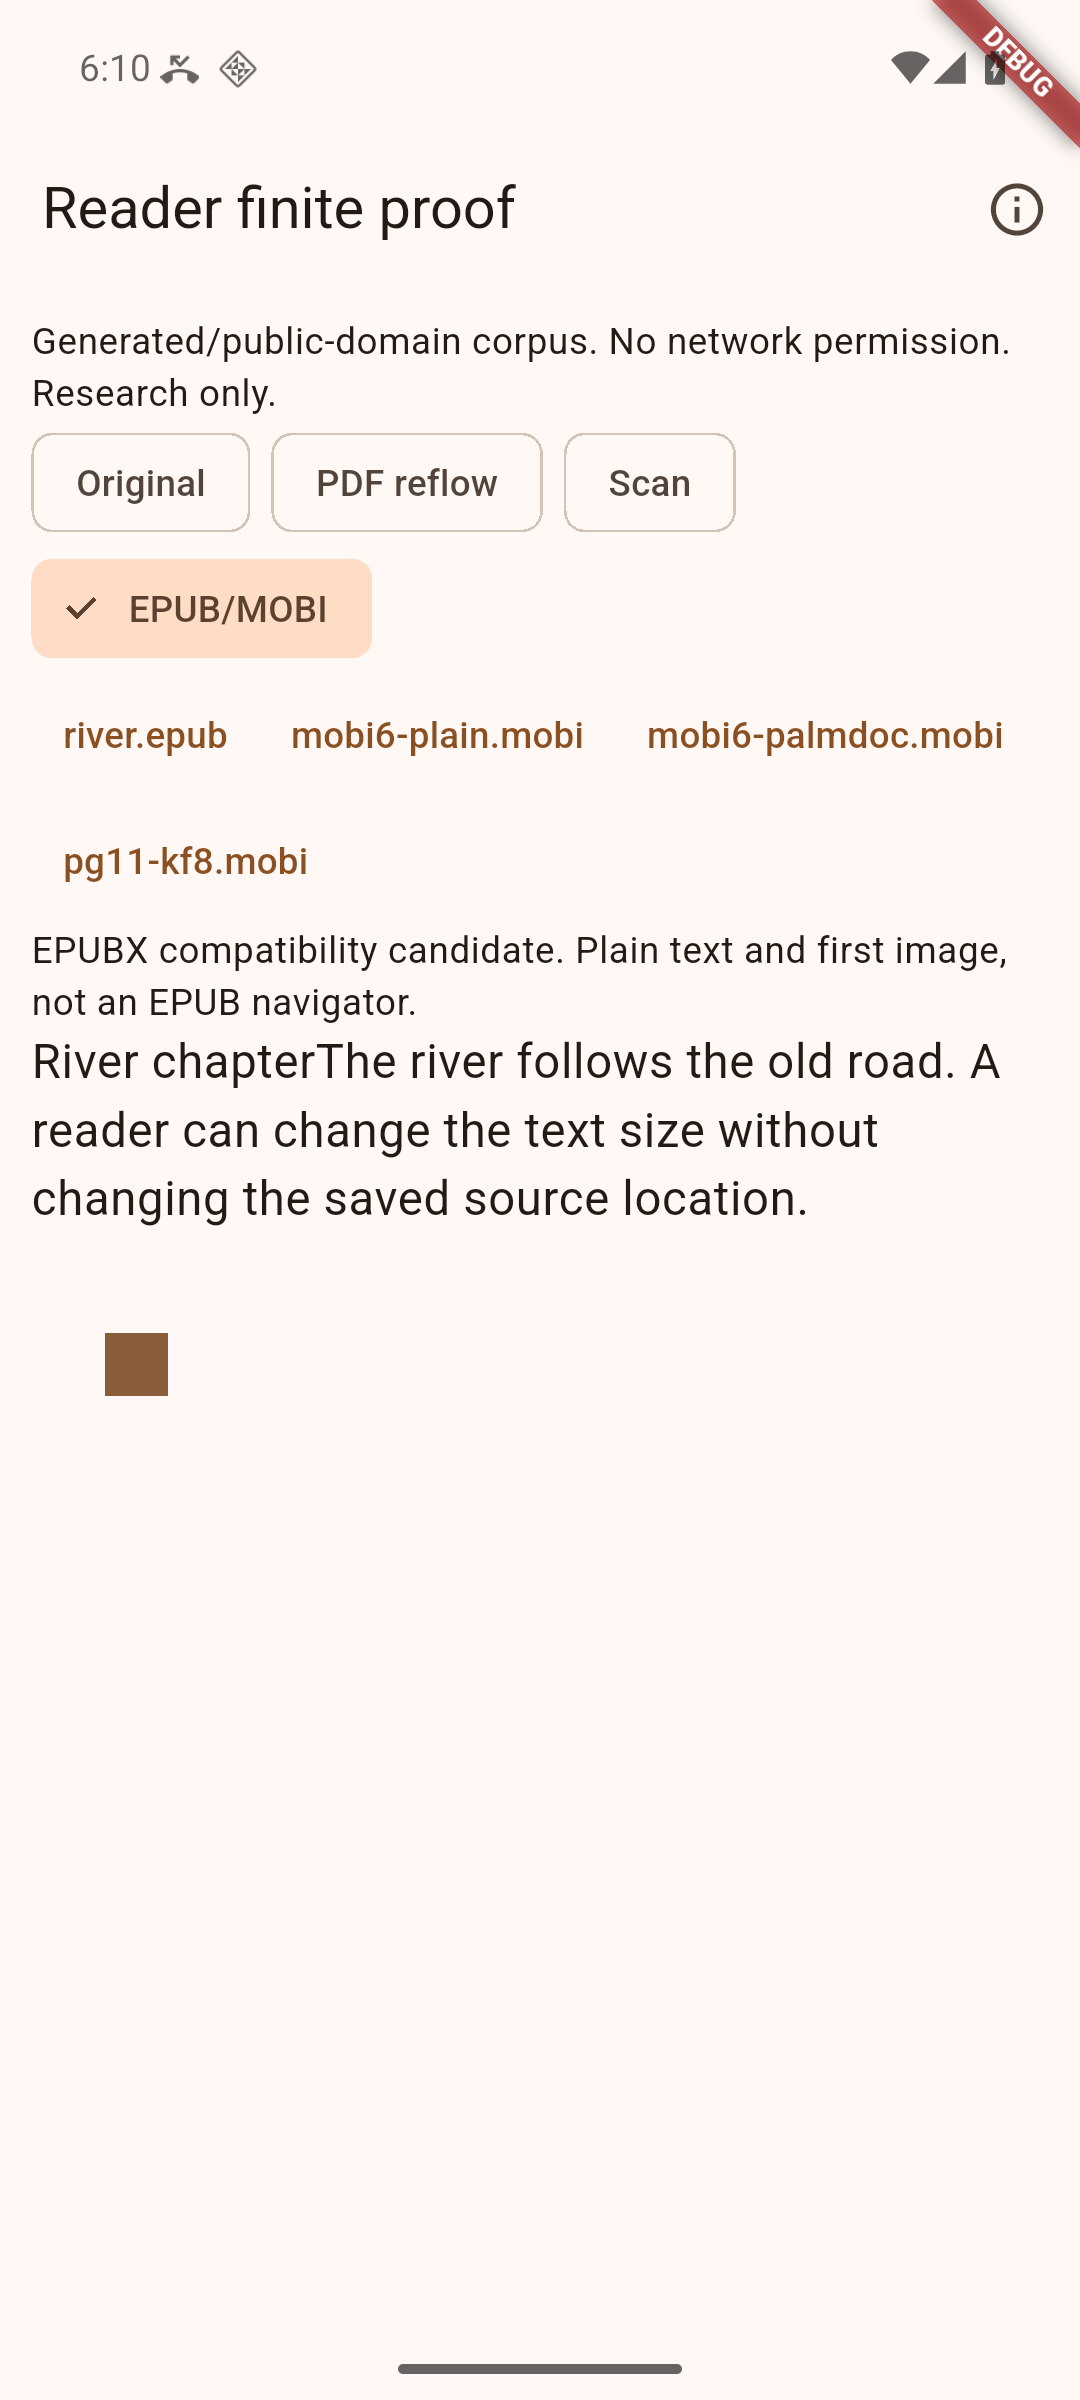 6:10
DEBUG
Reader finite proof
Generated/public-domain corpus. No network permission.
Research only.
Original PDF reflow Scan
EPUB/MOBI
river.epub mobi6-plain.mobi mobi6-palmdoc.mobi
pg11-kf8.mobi
EPUBX compatibility candidate. Plain text and first image,
not an EPUB navigator.
River chapterThe river follows the old road. A
reader can change the text size without
changing the saved source location.